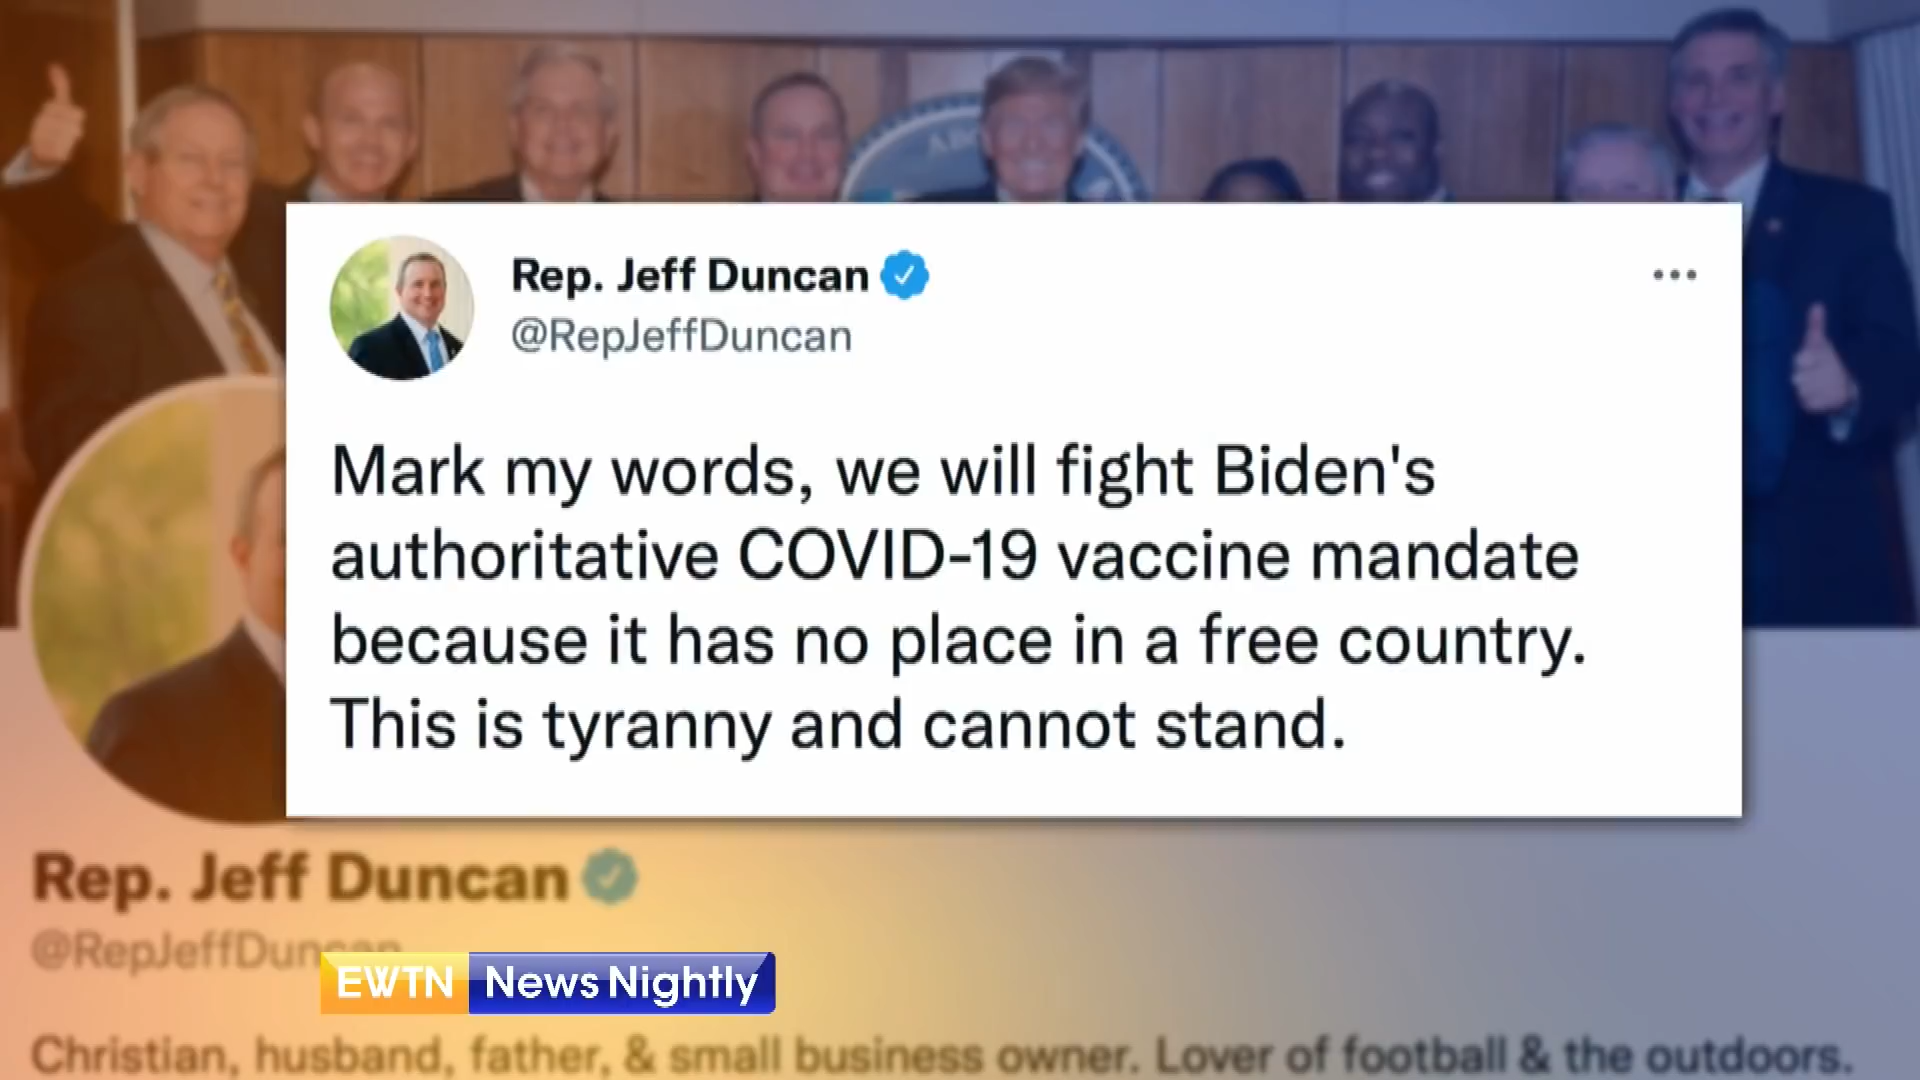 Rep. Jeff Duncan
@RepJeffDuncan
Mark my words, we will fight Biden's
authoritative COVID-19 vaccine mandate
because it has no place in a free country.
This is tyranny and cannot stand.
Rep. Jeff Duncan
@RepJeffDuncan
EWTN News Nightly
Christian, husband, father, & small business owner. Lover of football & the outdoors.